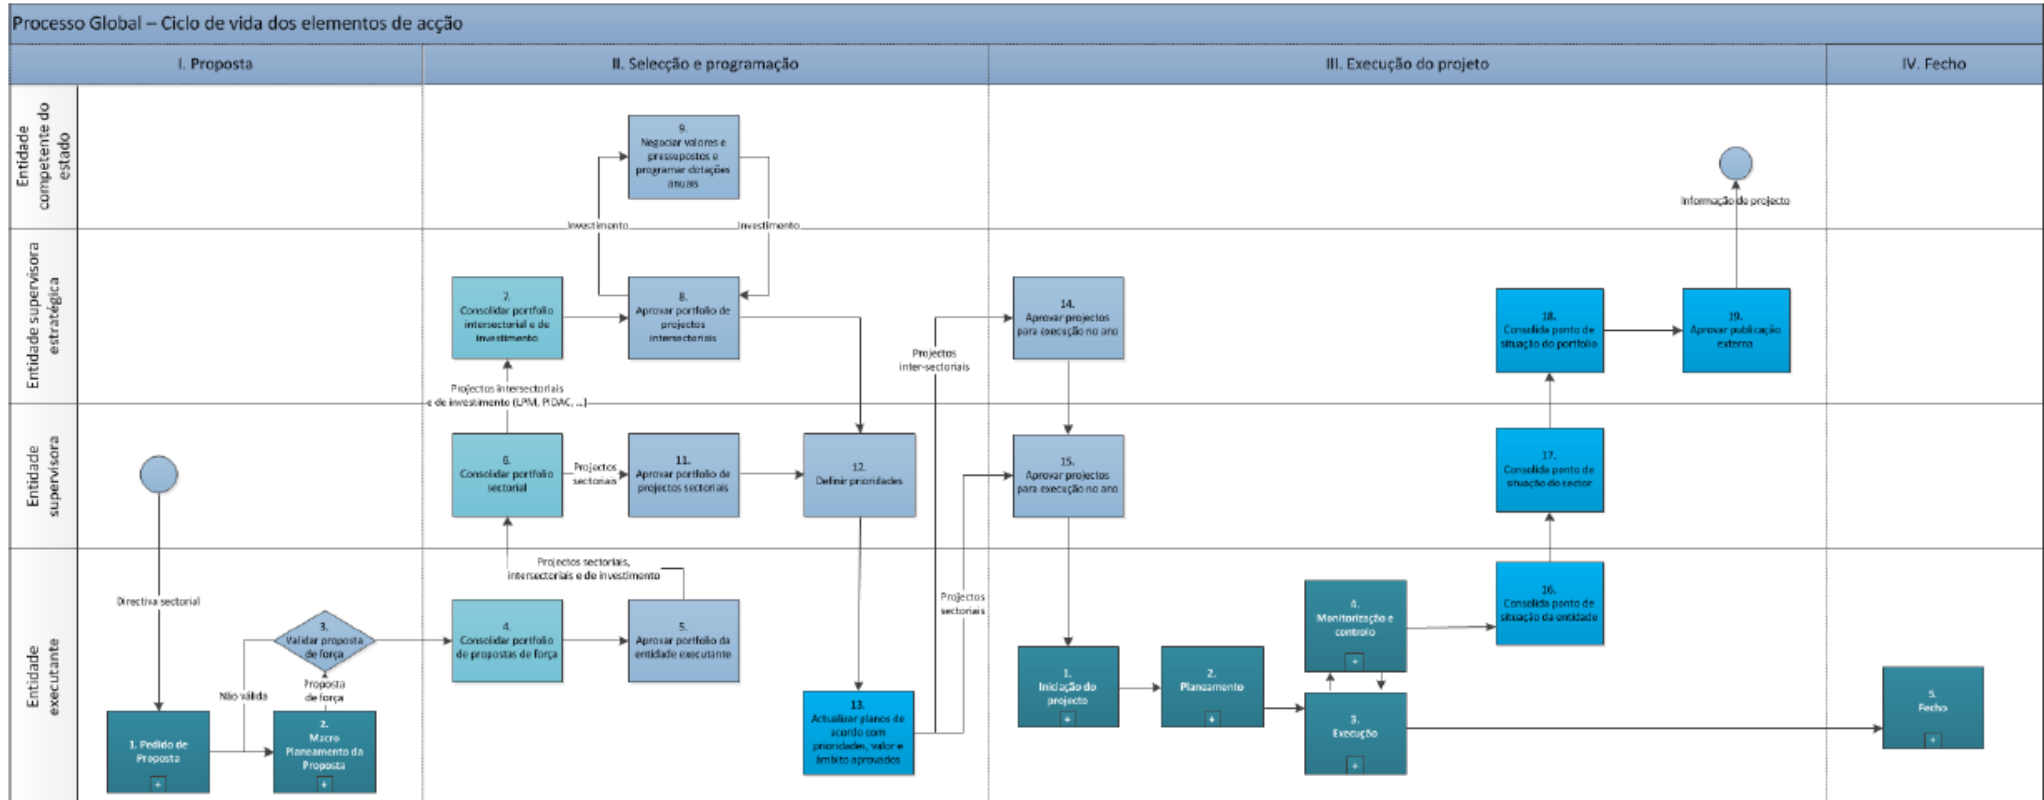 Processo Global – Ciclo de vida dos elementos de acção
I. Proposta
II. Selecção e programação
III. Execução do projeto
IV. Fecho
Entidade
competente do
estado
9.
Negociar valores e
pressupostos e
programar dotações
anuais
Informação de projecto
Investimento
Investimento
Entidade supervisora
estratégica
7.
Consolidar portfolio
intersectorial e de
investimento
8.
Aprovar portfolio de
projectos
intersectoriais
14.
Aprovar projectos
para execução no ano
18.
Consolida ponto de
situação do portfolio
19.
Aprovar publicação
externa
Projectos
inter-sectoriais
Projectos intersectoriais
e de investimento (LPM, PIDAC, ...)
Entidade
supervisora
6.
Consolidar portfolio
sectorial
Projectos
sectoriais
11.
Aprovar portfolio de
projectos sectoriais
12.
Definir prioridades
15.
Aprovar projectos
para execução no ano
17.
Consolida ponto de
situação do sector
Entidade
executante
Projectos sectoriais,
intersectoriais e de investimento
Directiva sectorial
Projectos
sectoriais
3.
Validar proposta
de força
4.
Consolidar portfolio
de propostas de força
5.
Aprovar portfolio da
entidade executante
4.
Monitorização e
controlo
+
16.
Consolida ponto de
situação da entidade
Não válida
Proposta
de força
1. Pedido de
Proposta
+
2.
Macro
Planeamento da
Proposta
+
13.
Actualizar planos de
acordo com
prioridades, valor e
âmbito aprovados
1.
Iniciação do
projecto
+
2.
Planeamento
+
3.
Execução
+
5.
Fecho
+